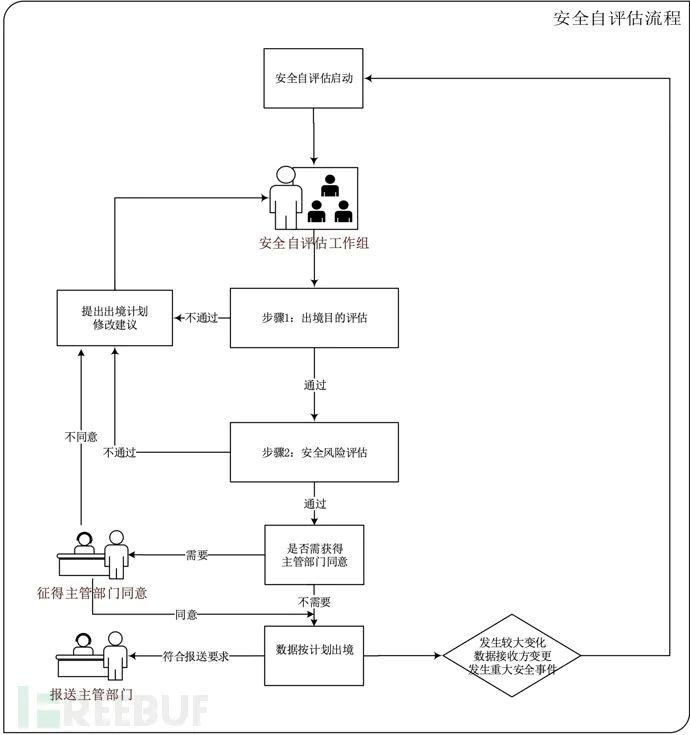 安全自评估流程
安全自评估启动
安全自评估工作组
提出出境计划
修改建议
不通过
步骤1：出境目的评估
通过
不同意
不通过
步骤2：安全风险评估
通过
需要
是否需获得
主管部门同意
征得主管部门同意
不需要
同意
符合报送要求
数据按计划出境
发生较大变化
数据接收方变更
发生重大安全事件
报送主管部门
FREEBUF